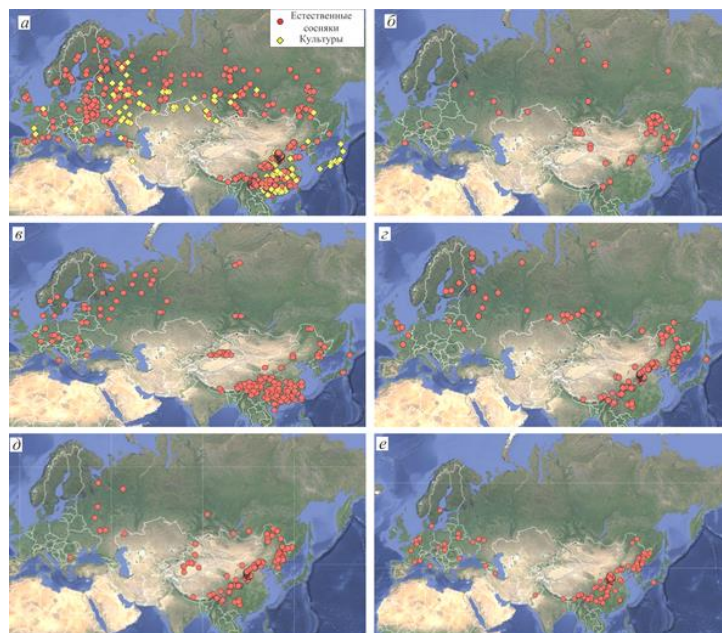 а
Естественные
сосняки
Культуры
б
в
г
д
е